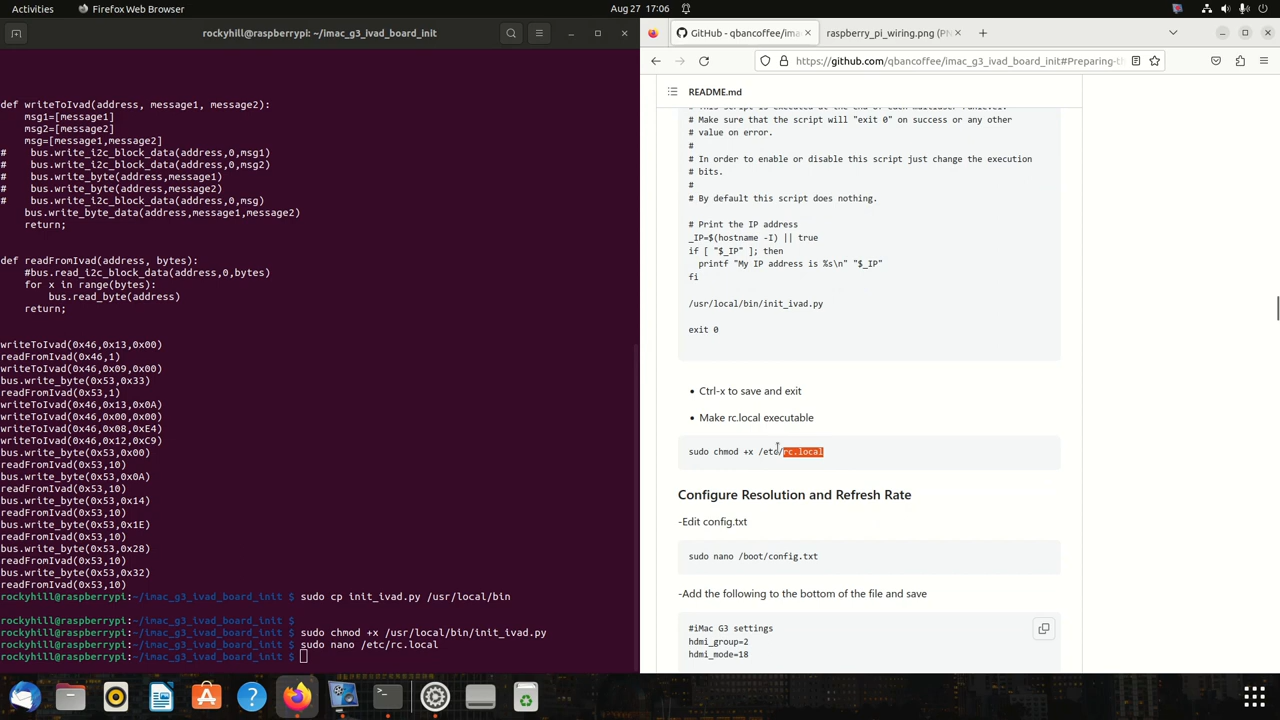 Activities
Firefox Web Browser
Aug 27 17:06
rockyhill@raspberrypi: ~/imac_g3_ivad_board_init
def writeToIvad(address, message1, message2):
msg1=[message1]
msg2=[message2]
msg=[message1,message2]
# bus.write_i2c_block_data(address,0,msg1)
# bus.write_i2c_block_data(address,0,msg2)
# bus.write_byte(address,message1)
# bus.write_byte(address,message2)
# bus.write_i2c_block_data(address,0,msg)
bus.write_byte_data(address,message1,message2)
return;
def readFromIvad(address, bytes):
#bus.read_i2c_block_data(address,0,bytes)
for x in range(bytes):
bus.read_byte(address)
return;
writeToIvad(0x46,0x13,0x00)
readFromIvad(0x46,1)
writeToIvad(0x46,0x09,0x00)
bus.write_byte(0x53,0x33)
readFromIvad(0x53,1)
writeToIvad(0x46,0x13,0x0A)
writeToIvad(0x46,0x00,0x00)
writeToIvad(0x46,0x08,0xE4)
writeToIvad(0x46,0x12,0xC9)
bus.write_byte(0x53,0x00)
readFromIvad(0x53,10)
bus.write_byte(0x53,0x0A)
readFromIvad(0x53,10)
bus.write_byte(0x53,0x14)
readFromIvad(0x53,10)
bus.write_byte(0x53,0x1E)
readFromIvad(0x53,10)
bus.write_byte(0x53,0x28)
readFromIvad(0x53,10)
bus.write_byte(0x53,0x32)
readFromIvad(0x53,10)
rockyhill@raspberrypi:~/imac_g3_ivad_board_init $ sudo cp init_ivad.py /usr/local/bin
rockyhill@raspberrypi:~/imac_g3_ivad_board_init $
rockyhill@raspberrypi:~/imac_g3_ivad_board_init $ sudo chmod +x /usr/local/bin/init_ivad.py
rockyhill@raspberrypi:~/imac_g3_ivad_board_init $ sudo nano /etc/rc.local
rockyhill@raspberrypi:~/imac_g3_ivad_board_init $
GitHub - qbancoffee/ima
raspberry_pi_wiring.png (PN
https://github.com/qbancoffee/imac_g3_ivad_board_init#Preparing-t
README.md
# This script is executed at the end of each multiuser runlevel.
# Make sure that the script will "exit 0" on success or any other
# value on error.
#
# In order to enable or disable this script just change the execution
# bits.
#
# By default this script does nothing.
# Print the IP address
_IP=$(hostname -I) || true
if [ "$_IP" ]; then
printf "My IP address is %s\n" "$_IP"
fi
/usr/local/bin/init_ivad.py
exit 0
• Ctrl-x to save and exit
• Make rc.local executable
sudo chmod +x /etc/rc.local
Configure Resolution and Refresh Rate
-Edit config.txt
sudo nano /boot/config.txt
-Add the following to the bottom of the file and save
#iMac G3 settings
hdmi_group=2
hdmi_mode=18